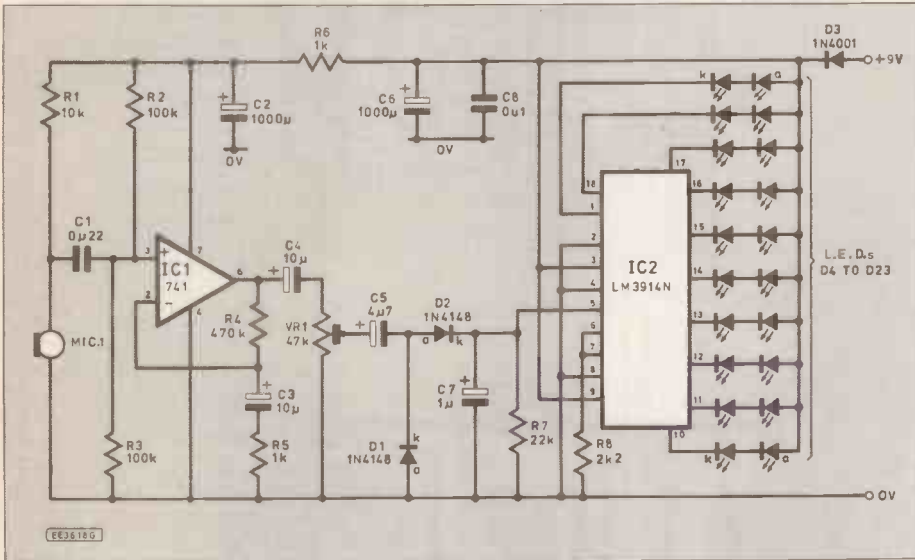 R6
1k
D3
1N4001
+9V
R1
10k
R2
100k
+
C2
1000µ
0V
+
C6
1000µ
C8
0u1
0V
k
a
17
18
1
2
3
4
5
6
7
8
9
16
15
14
13
12
11
10
IC2
LM3914N
L.E.Ds
D4 TO D23
C1
0µ22
3
+
2
–
7
6
4
IC1
741
C4
10µ
+
R4
470k
VR1
47k
C5
4µ7
+
D2
1N4148
a
k
MIC.1
C3
10µ
+
C7
1µ
+
R7
22k
R8
2k2
R3
100k
R5
1k
D1
1N4148
k
a
k
a
0V
EE3618G